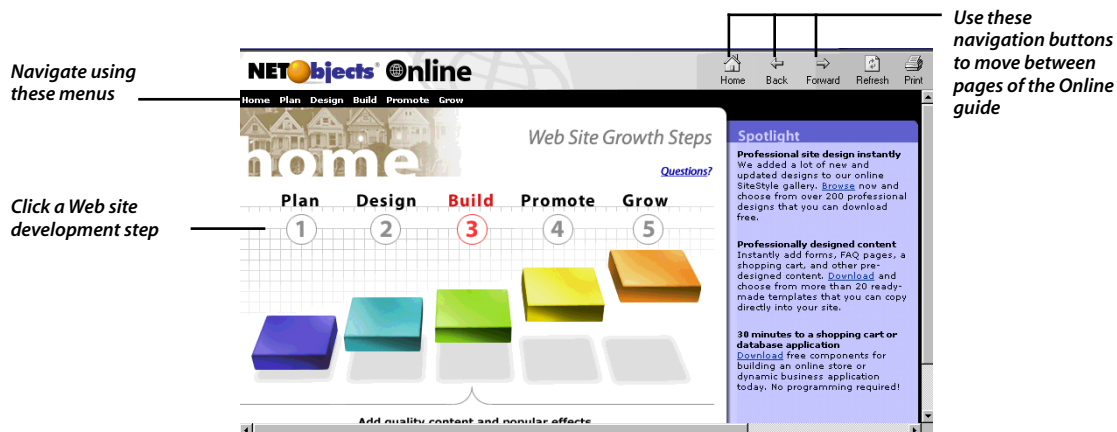 Use these
navigation buttons
to move between
pages of the Online
guide
Navigate using
these menus
NETObjects Online
Home Back Forward Refresh Print
Home Plan Design Build Promote Grow
home
Web Site Growth Steps
Questions?
Click a Web site
development step
Plan Design Build Promote Grow
1 2 3 4 5
Spotlight
Professional site design instantly
We added a lot of new and
updated designs to our online
SiteStyle gallery. Browse now and
choose from over 200 professional
designs that you can download
free.
Professionally designed content
Instantly add forms, FAQ pages, a
shopping cart, and other pre-
designed content. Download and
choose from more than 20 ready-
made templates that you can copy
directly into your site.
30 minutes to a shopping cart or
database application
Download free components for
building an online store or
dynamic business application
today. No programming required!
Add quality content and popular effects